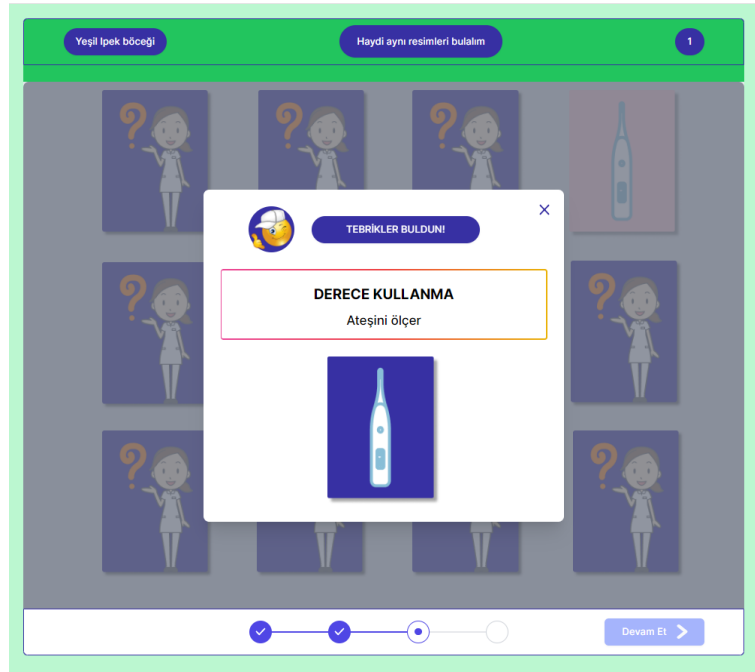 Yeşil Ipek böceği
Haydi aynı resimleri bulalım
1
? ? ?
TEBRİKLER BULDUN!
DERECE KULLANMA
Ateşini ölçer
? ?
? ?
Devam Et